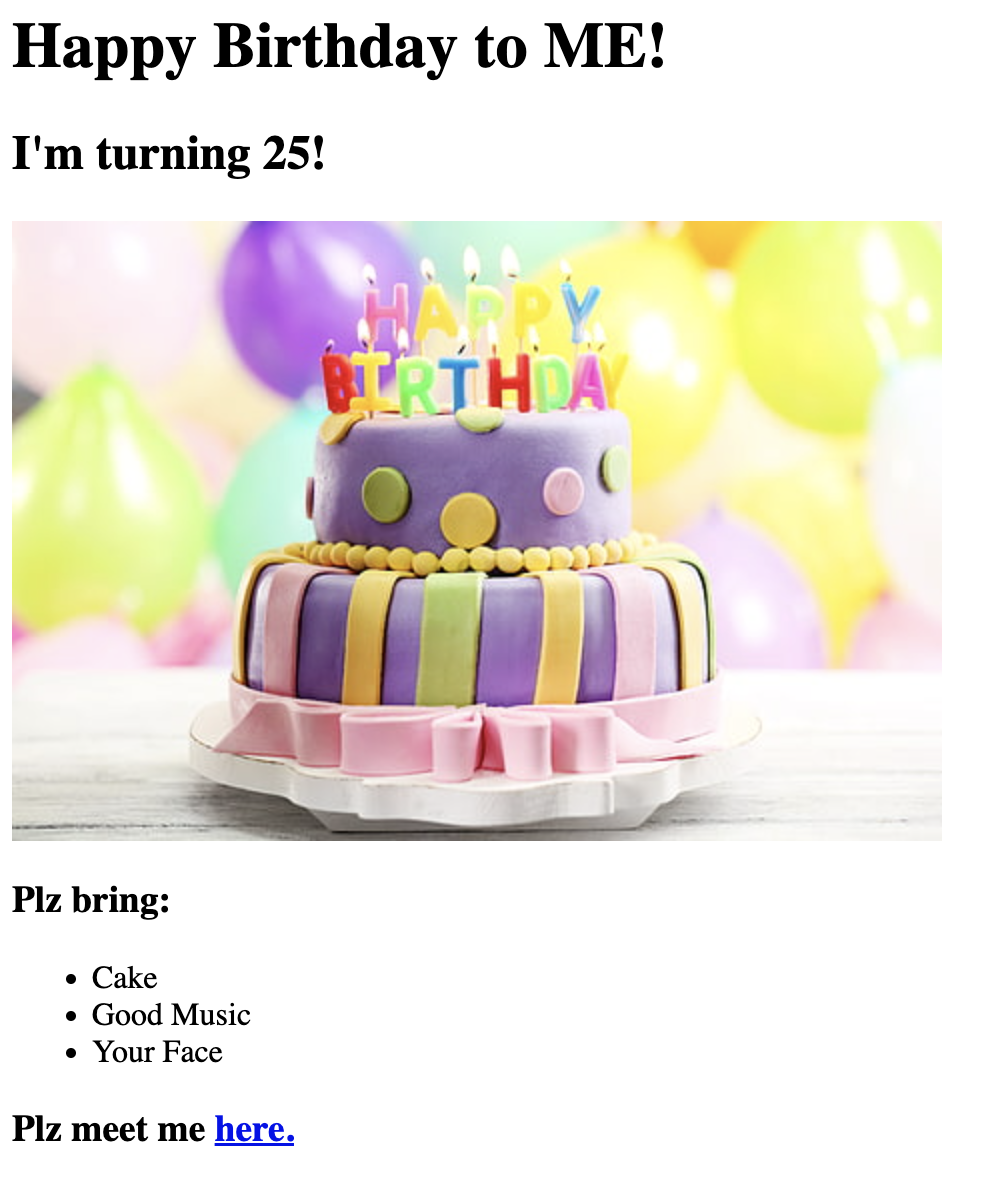 Happy Birthday to ME!
I'm turning 25!
HAPPY
BIRTHDAY
Plz bring:
Cake
Good Music
Your Face
Plz meet me here.